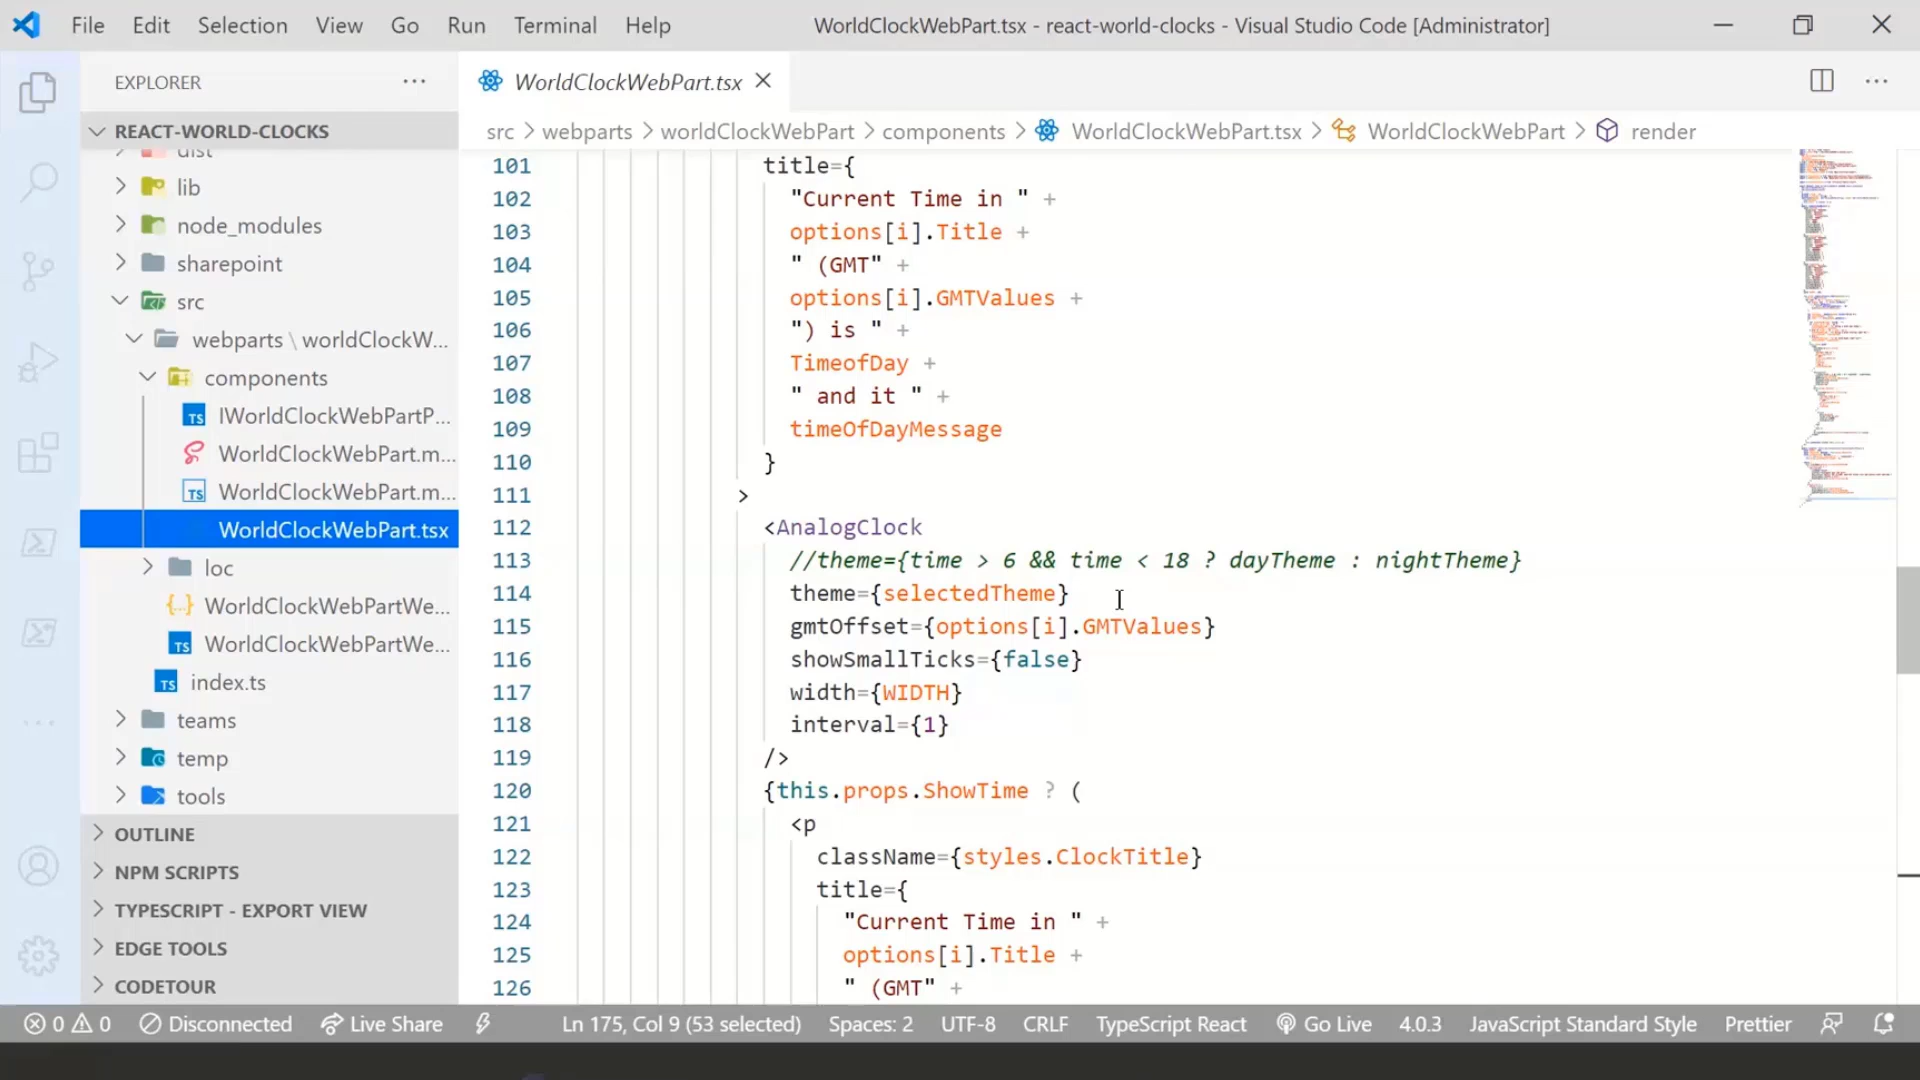 File Edit Selection View Go Run Terminal Help
WorldClockWebPart.tsx - react-world-clocks - Visual Studio Code [Administrator]
EXPLORER
WorldClockWebPart.tsx
REACT-WORLD-CLOCKS
src > webparts > worldClockWebPart > components > WorldClockWebPart.tsx > WorldClockWebPart > render
dist
lib
node_modules
sharepoint
src
webparts \ worldClockW...
components
IWorldClockWebPartP...
WorldClockWebPart.m...
WorldClockWebPart.m...
WorldClockWebPart.tsx
loc
WorldClockWebPartWe...
WorldClockWebPartWe...
index.ts
teams
temp
tools
OUTLINE
NPM SCRIPTS
TYPESCRIPT - EXPORT VIEW
EDGE TOOLS
CODETOUR
101 title={
102 "Current Time in " +
103 options[i].Title +
104 " (GMT" +
105 options[i].GMTValues +
106 ") is " +
107 TimeofDay +
108 " and it " +
109 timeOfDayMessage
110 }
111 >
112 <AnalogClock
113 //theme={time > 6 && time < 18 ? dayTheme : nightTheme}
114 theme={selectedTheme}
115 gmtOffset={options[i].GMTValues}
116 showSmallTicks={false}
117 width={WIDTH}
118 interval={1}
119 />
120 {this.props.ShowTime ? (
121 <p
122 className={styles.ClockTitle}
123 title={
124 "Current Time in " +
125 options[i].Title +
126 " (GMT" +
0 0 Disconnected Live Share Ln 175, Col 9 (53 selected) Spaces: 2 UTF-8 CRLF TypeScript React Go Live 4.0.3 JavaScript Standard Style Prettier